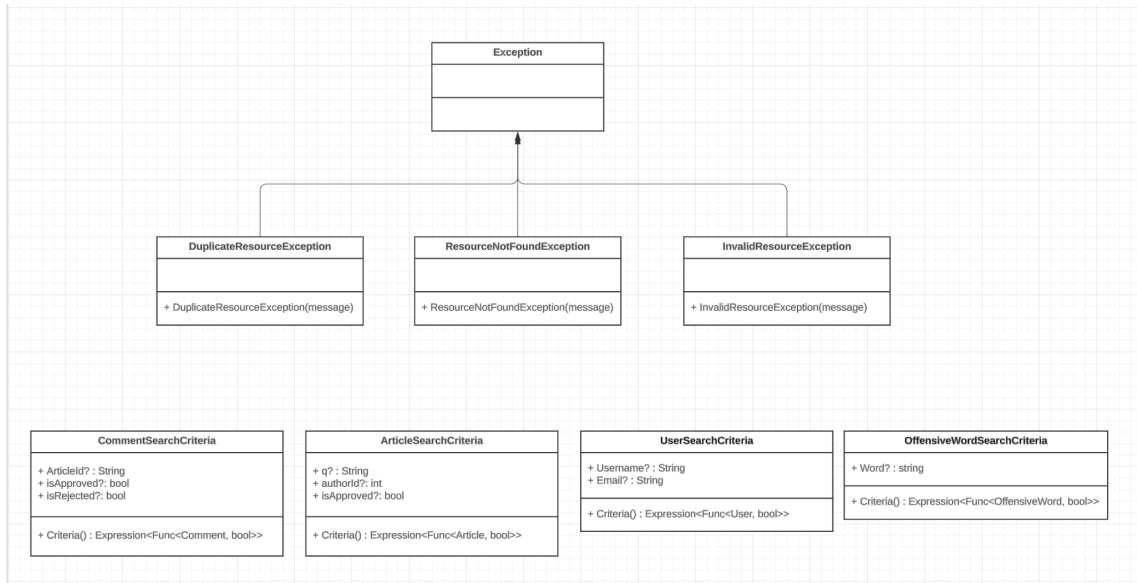 Exception
DuplicateResourceException
+ DuplicateResourceException(message)
ResourceNotFoundException
+ ResourceNotFoundException(message)
InvalidResourceException
+ InvalidResourceException(message)
CommentSearchCriteria
+ ArticleId? : String
+ isApproved?: bool
+ isRejected?: bool
+ Criteria() : Expression<Func<Comment, bool>>
ArticleSearchCriteria
+ q? : String
+ authorId? : int
+ isApproved?: bool
+ Criteria() : Expression<Func<Article, bool>>
UserSearchCriteria
+ Username? : String
+ Email? : String
+ Criteria() : Expression<Func<User, bool>>
OffensiveWordSearchCriteria
+ Word? : string
+ Criteria() : Expression<Func<OffensiveWord, bool>>